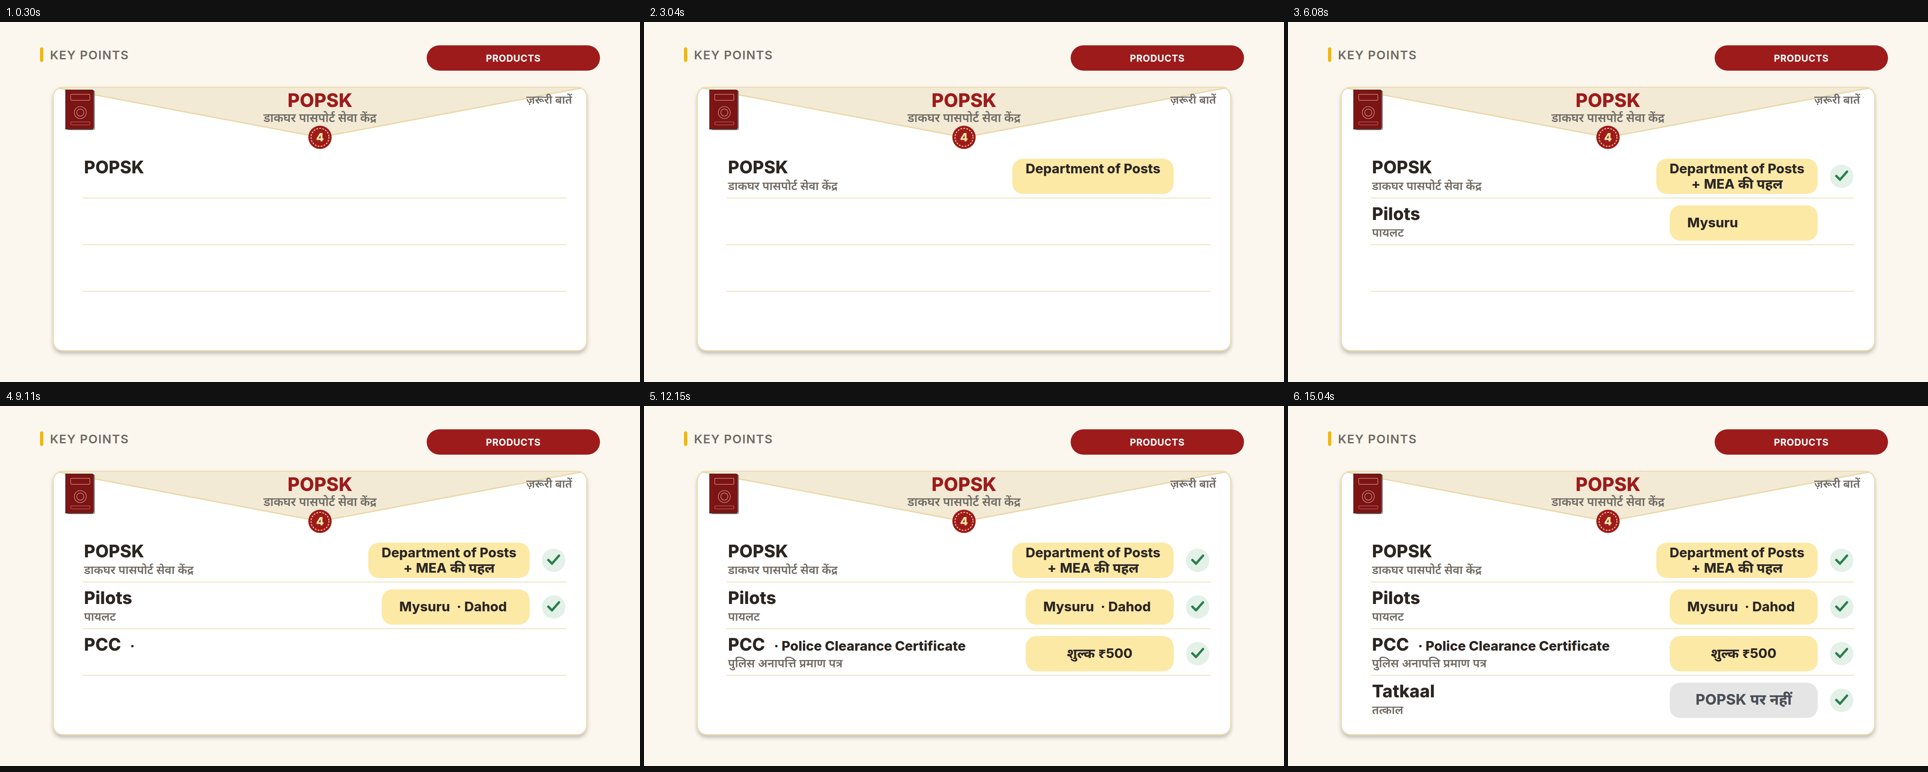 1. 0.30s
KEY POINTS
PRODUCTS
POPSK
ज़रूरी बातें
डाकघर पासपोर्ट सेवा केंद्र
4
POPSK
2. 3.04s
KEY POINTS
PRODUCTS
POPSK
ज़रूरी बातें
डाकघर पासपोर्ट सेवा केंद्र
4
POPSK
डाकघर पासपोर्ट सेवा केंद्र
Department of Posts
3. 6.08s
KEY POINTS
PRODUCTS
POPSK
ज़रूरी बातें
डाकघर पासपोर्ट सेवा केंद्र
4
POPSK
डाकघर पासपोर्ट सेवा केंद्र
Department of Posts
+ MEA की पहल
Pilots
पायलट
Mysuru
4. 9.11s
KEY POINTS
PRODUCTS
POPSK
ज़रूरी बातें
डाकघर पासपोर्ट सेवा केंद्र
4
POPSK
डाकघर पासपोर्ट सेवा केंद्र
Department of Posts
+ MEA की पहल
Pilots
पायलट
Mysuru · Dahod
PCC ·
5. 12.15s
KEY POINTS
PRODUCTS
POPSK
ज़रूरी बातें
डाकघर पासपोर्ट सेवा केंद्र
4
POPSK
डाकघर पासपोर्ट सेवा केंद्र
Department of Posts
+ MEA की पहल
Pilots
पायलट
Mysuru · Dahod
PCC · Police Clearance Certificate
पुलिस अनापत्ति प्रमाण पत्र
शुल्क ₹500
6. 15.04s
KEY POINTS
PRODUCTS
POPSK
ज़रूरी बातें
डाकघर पासपोर्ट सेवा केंद्र
4
POPSK
डाकघर पासपोर्ट सेवा केंद्र
Department of Posts
+ MEA की पहल
Pilots
पायलट
Mysuru · Dahod
PCC · Police Clearance Certificate
पुलिस अनापत्ति प्रमाण पत्र
शुल्क ₹500
Tatkaal
तत्काल
POPSK पर नहीं